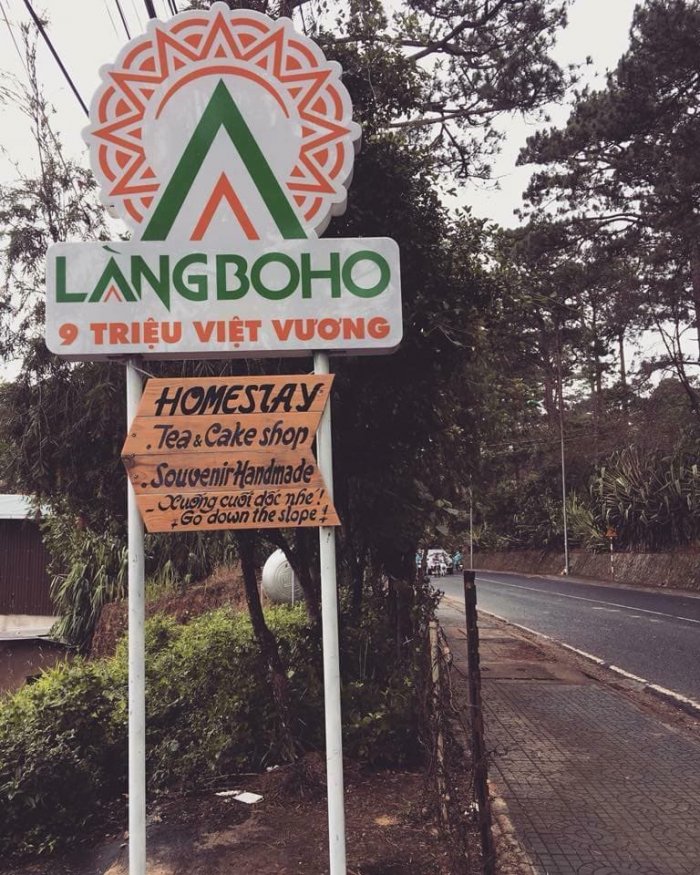 LÀNGBOHO
9 TRIỆU VIỆT VƯƠNG
HOMESTAY
. Tea & Cake shop
. Souvenir Handmade
- Xuống cuối dốc nhé !
+ Go down the slope !